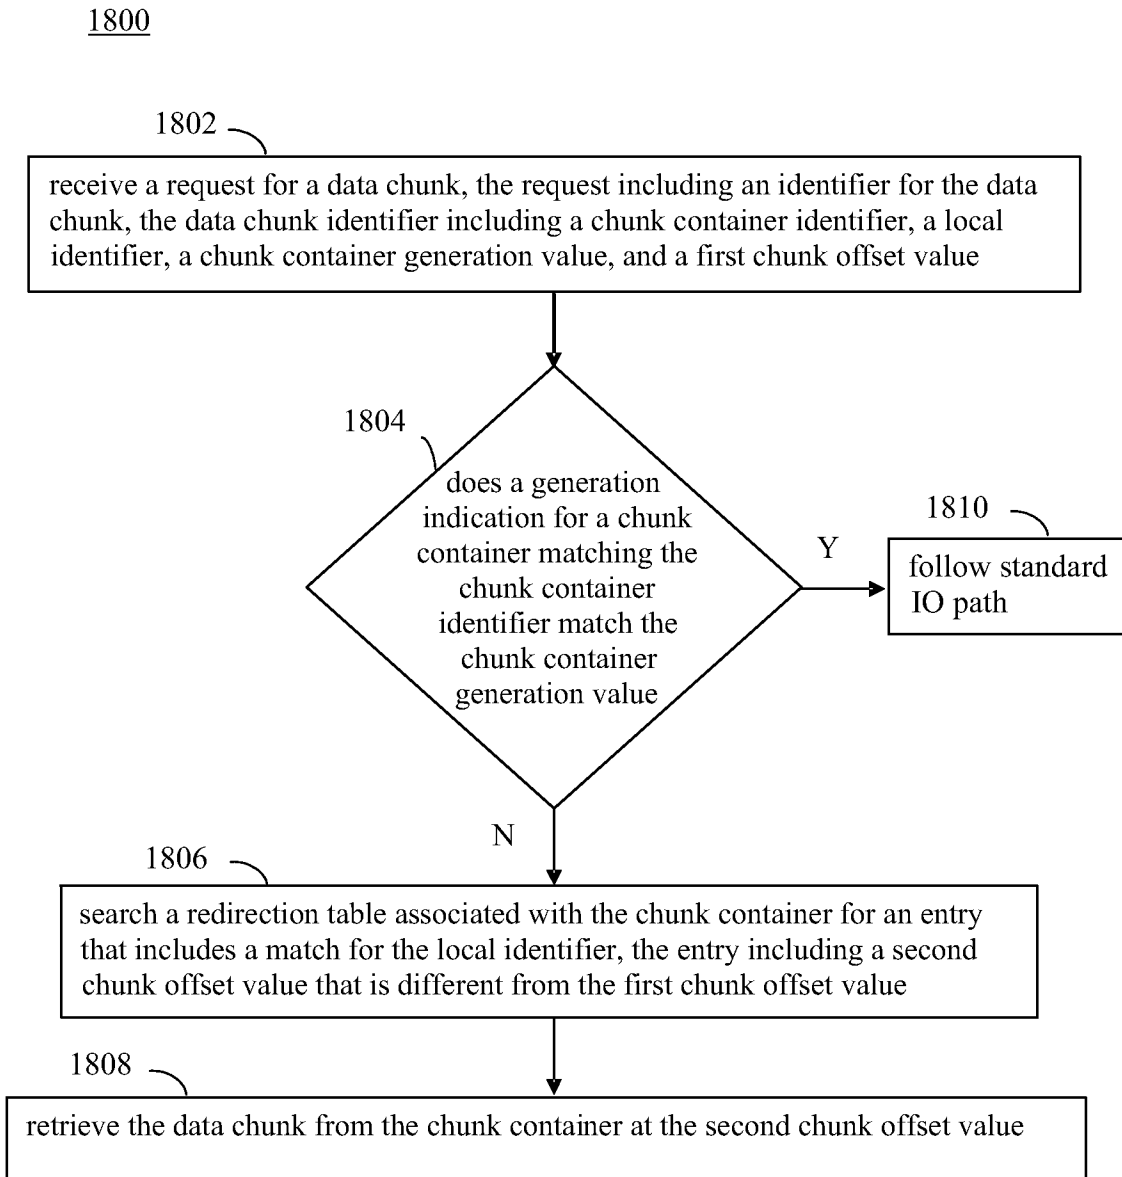 1800
1802
receive a request for a data chunk, the request including an identifier for the data
chunk, the data chunk identifier including a chunk container identifier, a local
identifier, a chunk container generation value, and a first chunk offset value
1804
does a generation
indication for a chunk
container matching the
chunk container
identifier match the
chunk container
generation value
Y
1810
follow standard
IO path
N
1806
search a redirection table associated with the chunk container for an entry
that includes a match for the local identifier, the entry including a second
chunk offset value that is different from the first chunk offset value
1808
retrieve the data chunk from the chunk container at the second chunk offset value